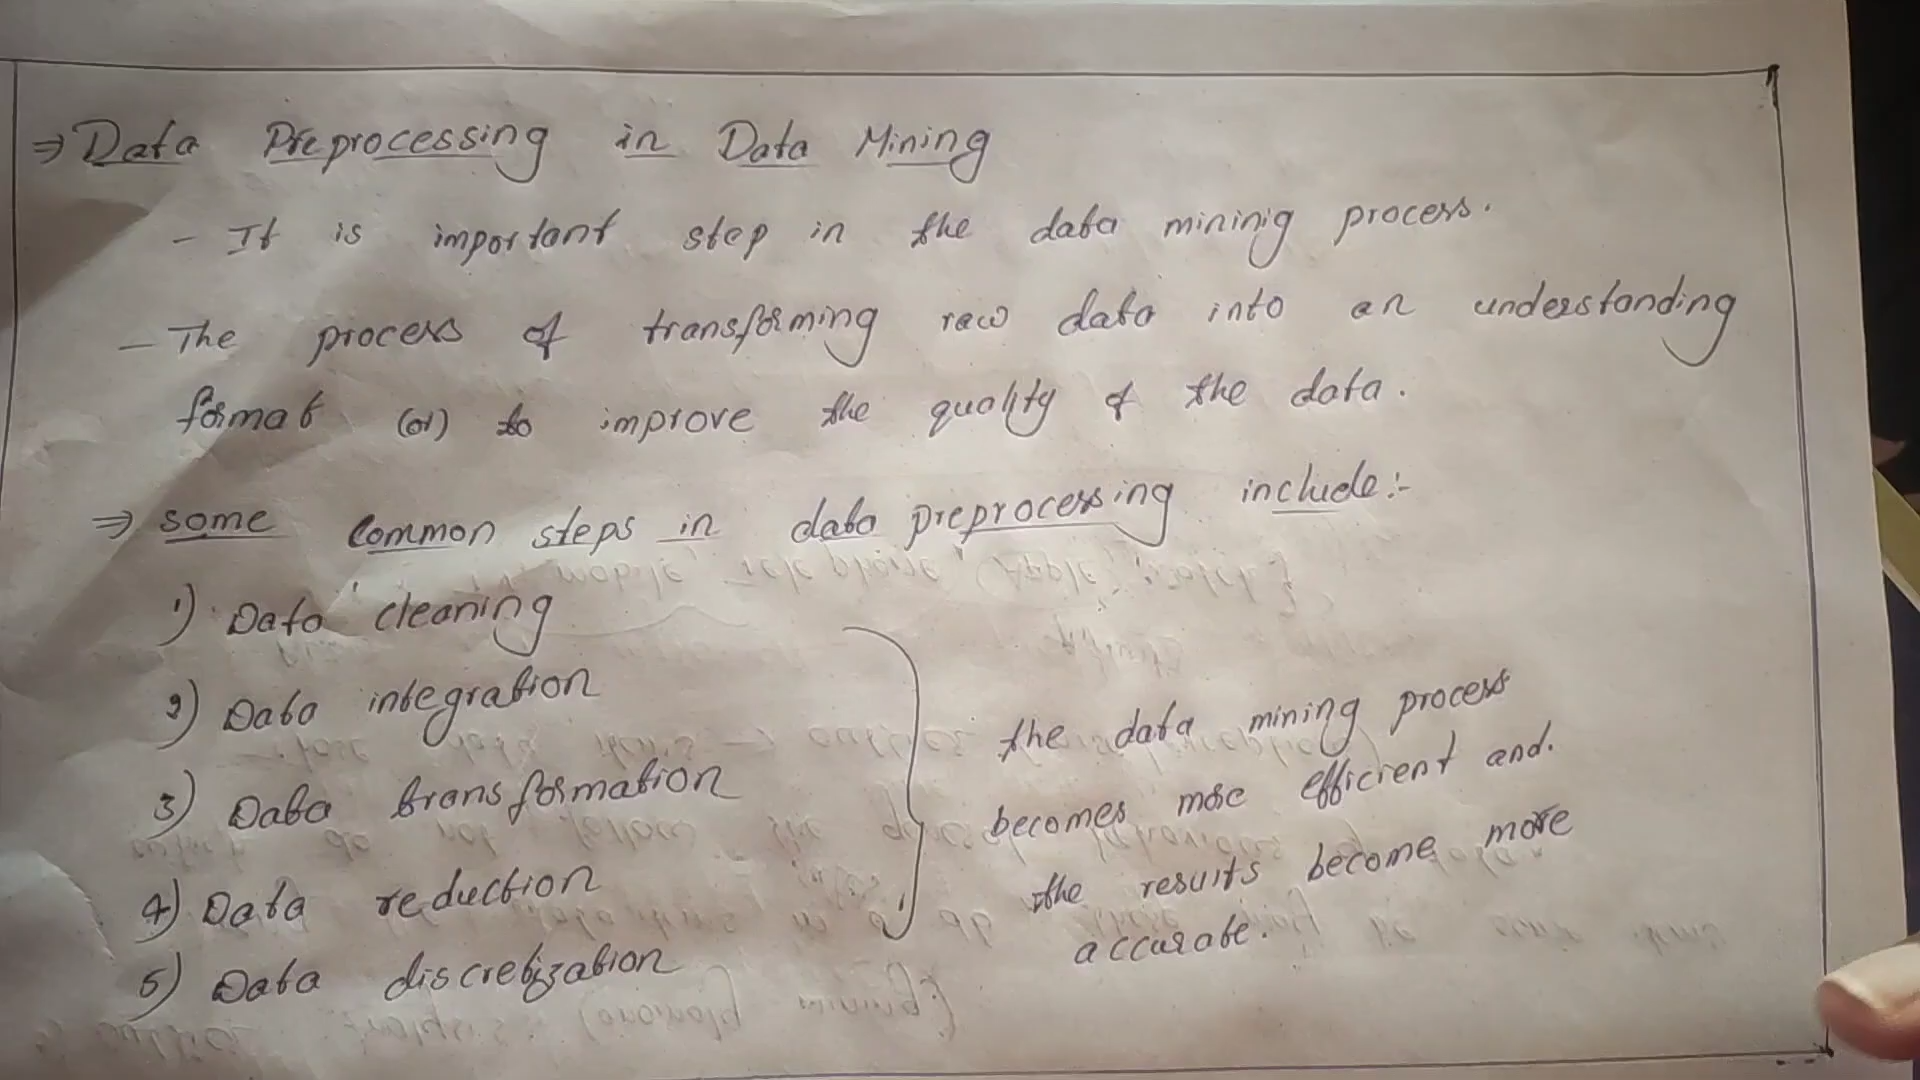 ⇒ Data Preprocessing in Data Mining
- It is important step in the data mininig process.
- The process of transforming raw data into an understanding
format (or) to improve the quality of the data.
⇒ some common steps in data preprocessing include:-
1) Data cleaning
2) Data integration
3) Data transformation
4) Data reduction
5) Data discretization
the data mining process
becomes more efficient and.
the results become more
accurate.